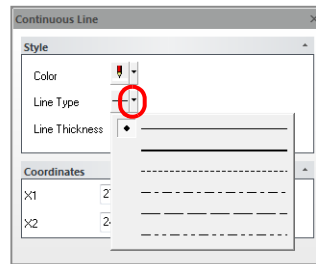 Continuous Line
Style
Color
Line Type
Line Thickness
Coordinates
X1
X2